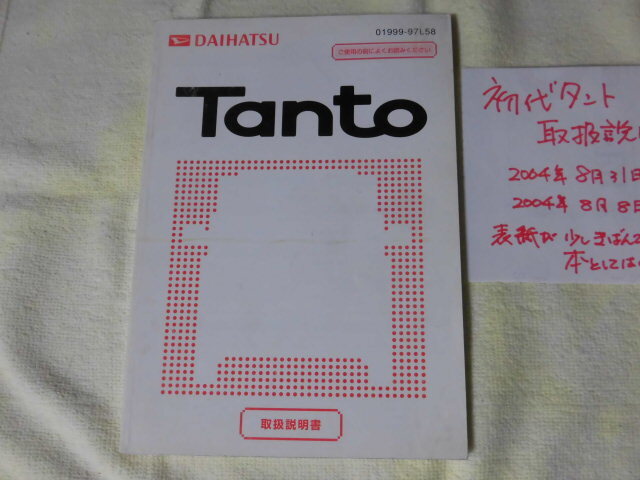 DAIHATSU
01999-97L58
ご使用の前によくお読みください
Tanto
取扱説明書
初代タント
取扱説
2004年 8月31日
2004年 8月 8日
表紙が 少しきばんで
本としては